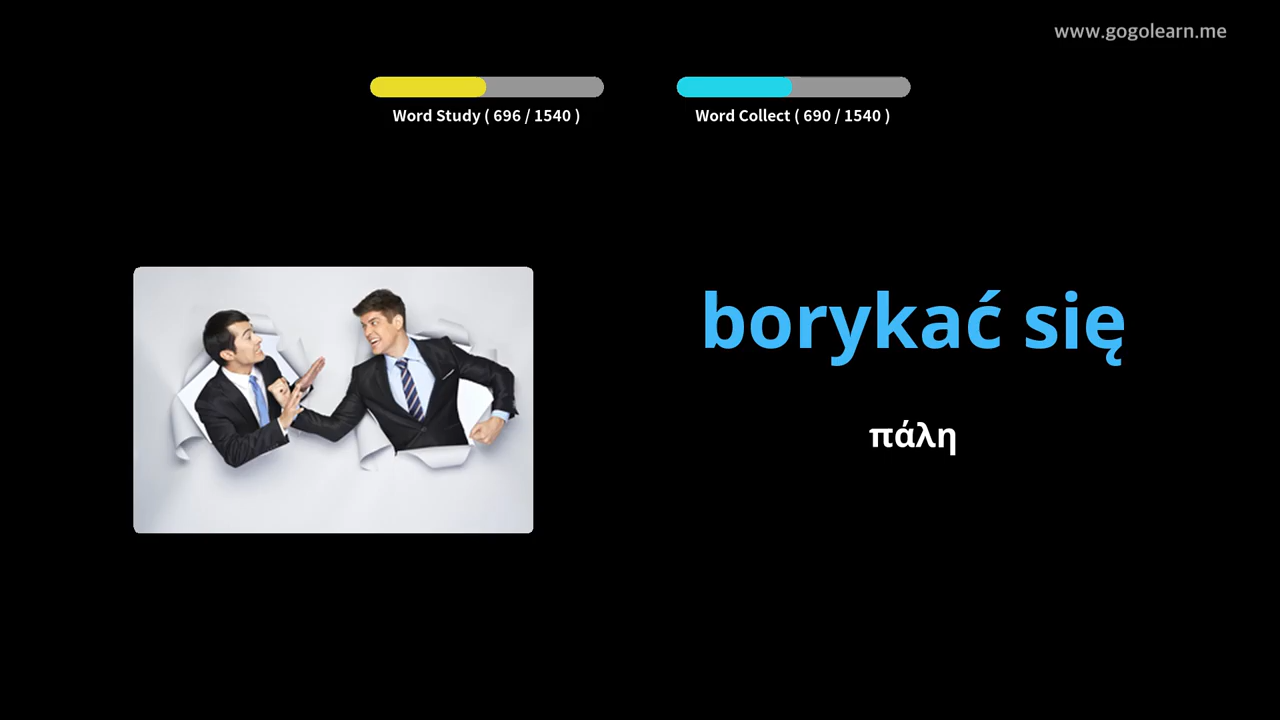 www.gogolearn.me
Word Study ( 696 / 1540 )
Word Collect ( 690 / 1540 )
borykać się
πάλη